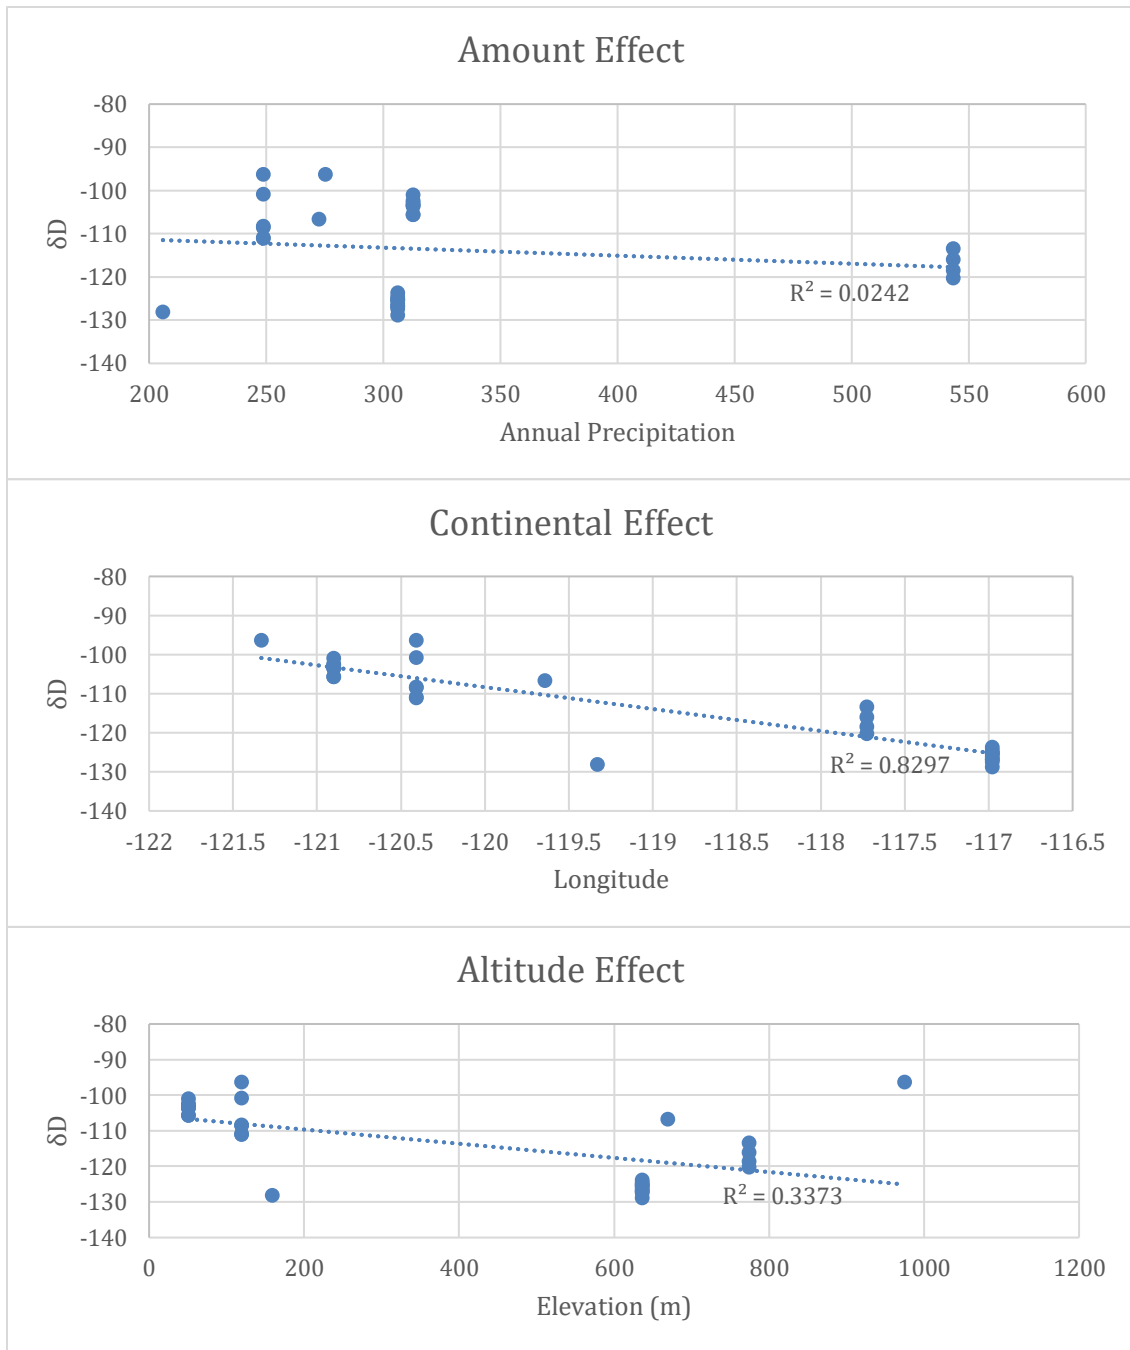 Amount Effect
-80
-90
-100
-110
-120
-130
-140
δD
R² = 0.0242
200 250 300 350 400 450 500 550 600
Annual Precipitation
Continental Effect
-80
-90
-100
-110
-120
-130
-140
δD
R² = 0.8297
-122 -121.5 -121 -120.5 -120 -119.5 -119 -118.5 -118 -117.5 -117 -116.5
Longitude
Altitude Effect
-80
-90
-100
-110
-120
-130
-140
δD
R² = 0.3373
0 200 400 600 800 1000 1200
Elevation (m)